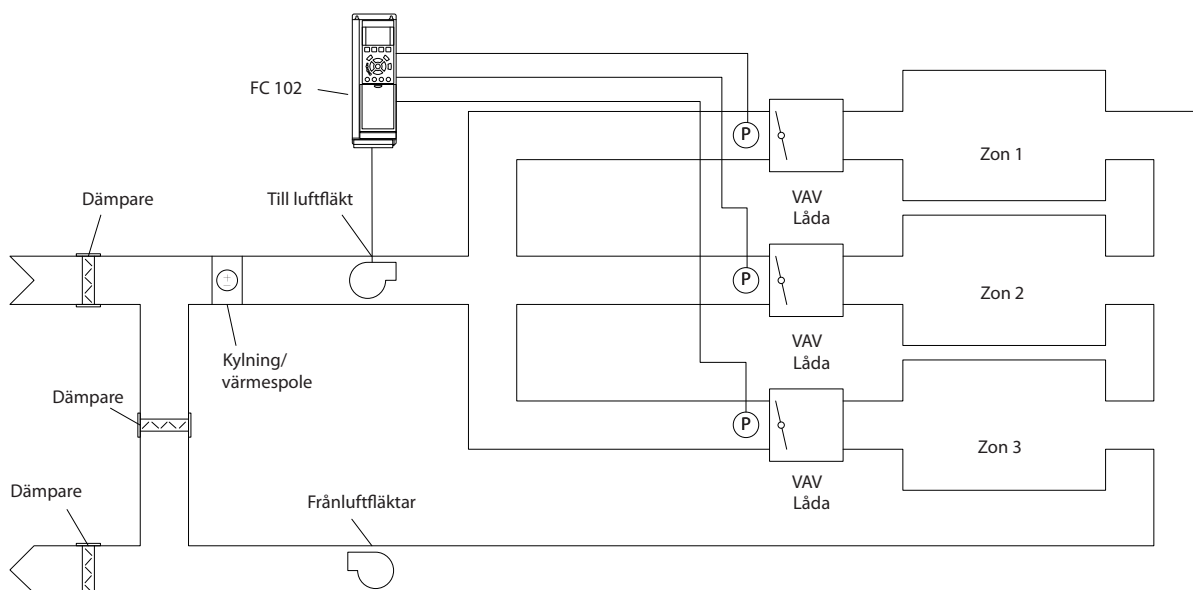 FC 102
P
Zon 1
Dämpare
Till luftfläkt
VAV
Låda
P
Zon 2
Kylning/
värmespole
VAV
Låda
Dämpare
P
Zon 3
Dämpare
Frånluftfläktar
VAV
Låda